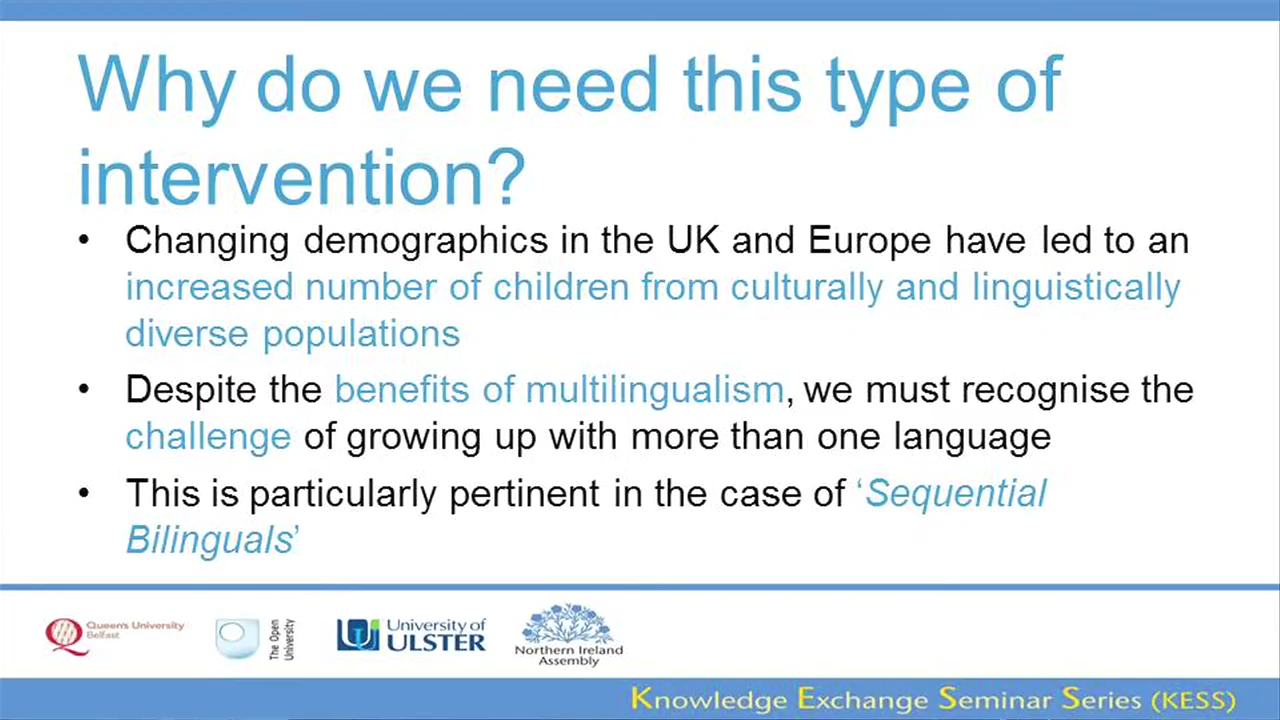 Why do we need this type of
intervention?
• Changing demographics in the UK and Europe have led to an
increased number of children from culturally and linguistically
diverse populations
• Despite the benefits of multilingualism, we must recognise the
challenge of growing up with more than one language
• This is particularly pertinent in the case of ‘Sequential
Bilinguals’
Queen's University
Belfast
The Open
University
University of
ULSTER
Northern Ireland
Assembly
Knowledge Exchange Seminar Series (KESS)